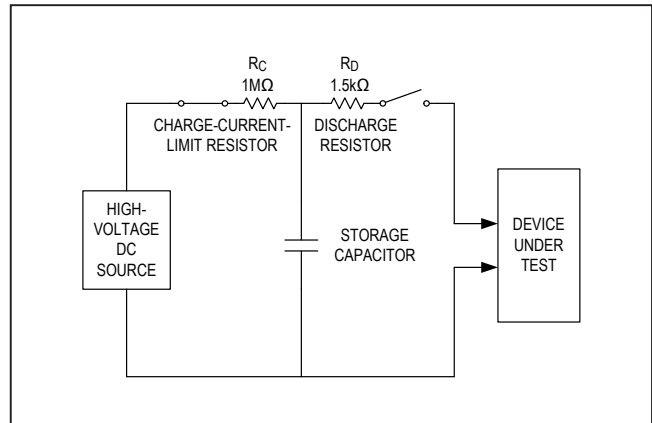 RC
1MΩ
RD
1.5kΩ
CHARGE-CURRENT-
LIMIT RESISTOR
DISCHARGE
RESISTOR
HIGH-
VOLTAGE
DC
SOURCE
STORAGE
CAPACITOR
DEVICE
UNDER
TEST